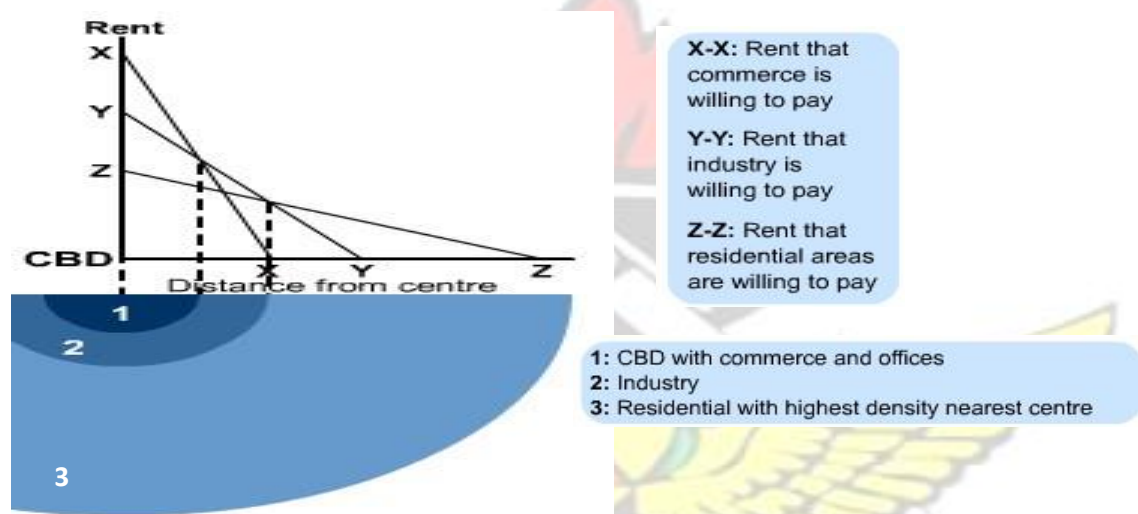 Rent
X
Y
Z
CBD
X
Y
Z
Distance from centre
1
2
3
X-X: Rent that
commerce is
willing to pay
Y-Y: Rent that
industry is
willing to pay
Z-Z: Rent that
residential areas
are willing to pay
1: CBD with commerce and offices
2: Industry
3: Residential with highest density nearest centre